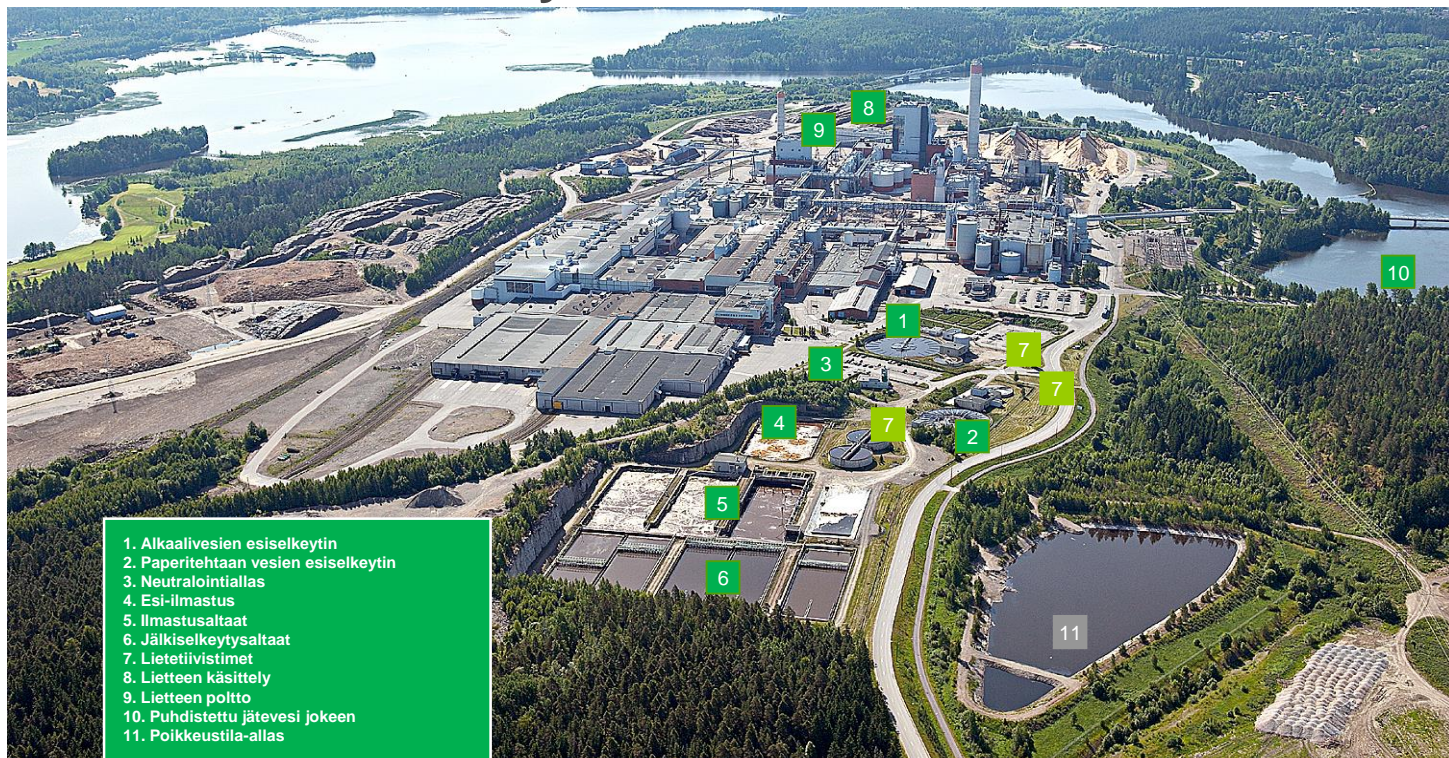 8
9
10
1
7
3
7
4
7
2
5
6
11
1. Alkaalivesien esiselkeytin
2. Paperitehtaan vesien esiselkeytin
3. Neutralointiallas
4. Esi-ilmastus
5. Ilmastusaltaat
6. Jälkiselkeytysaltaat
7. Lietetiivistimet
8. Lietteen käsittely
9. Lietteen poltto
10. Puhdistettu jätevesi jokeen
11. Poikkeustila-allas